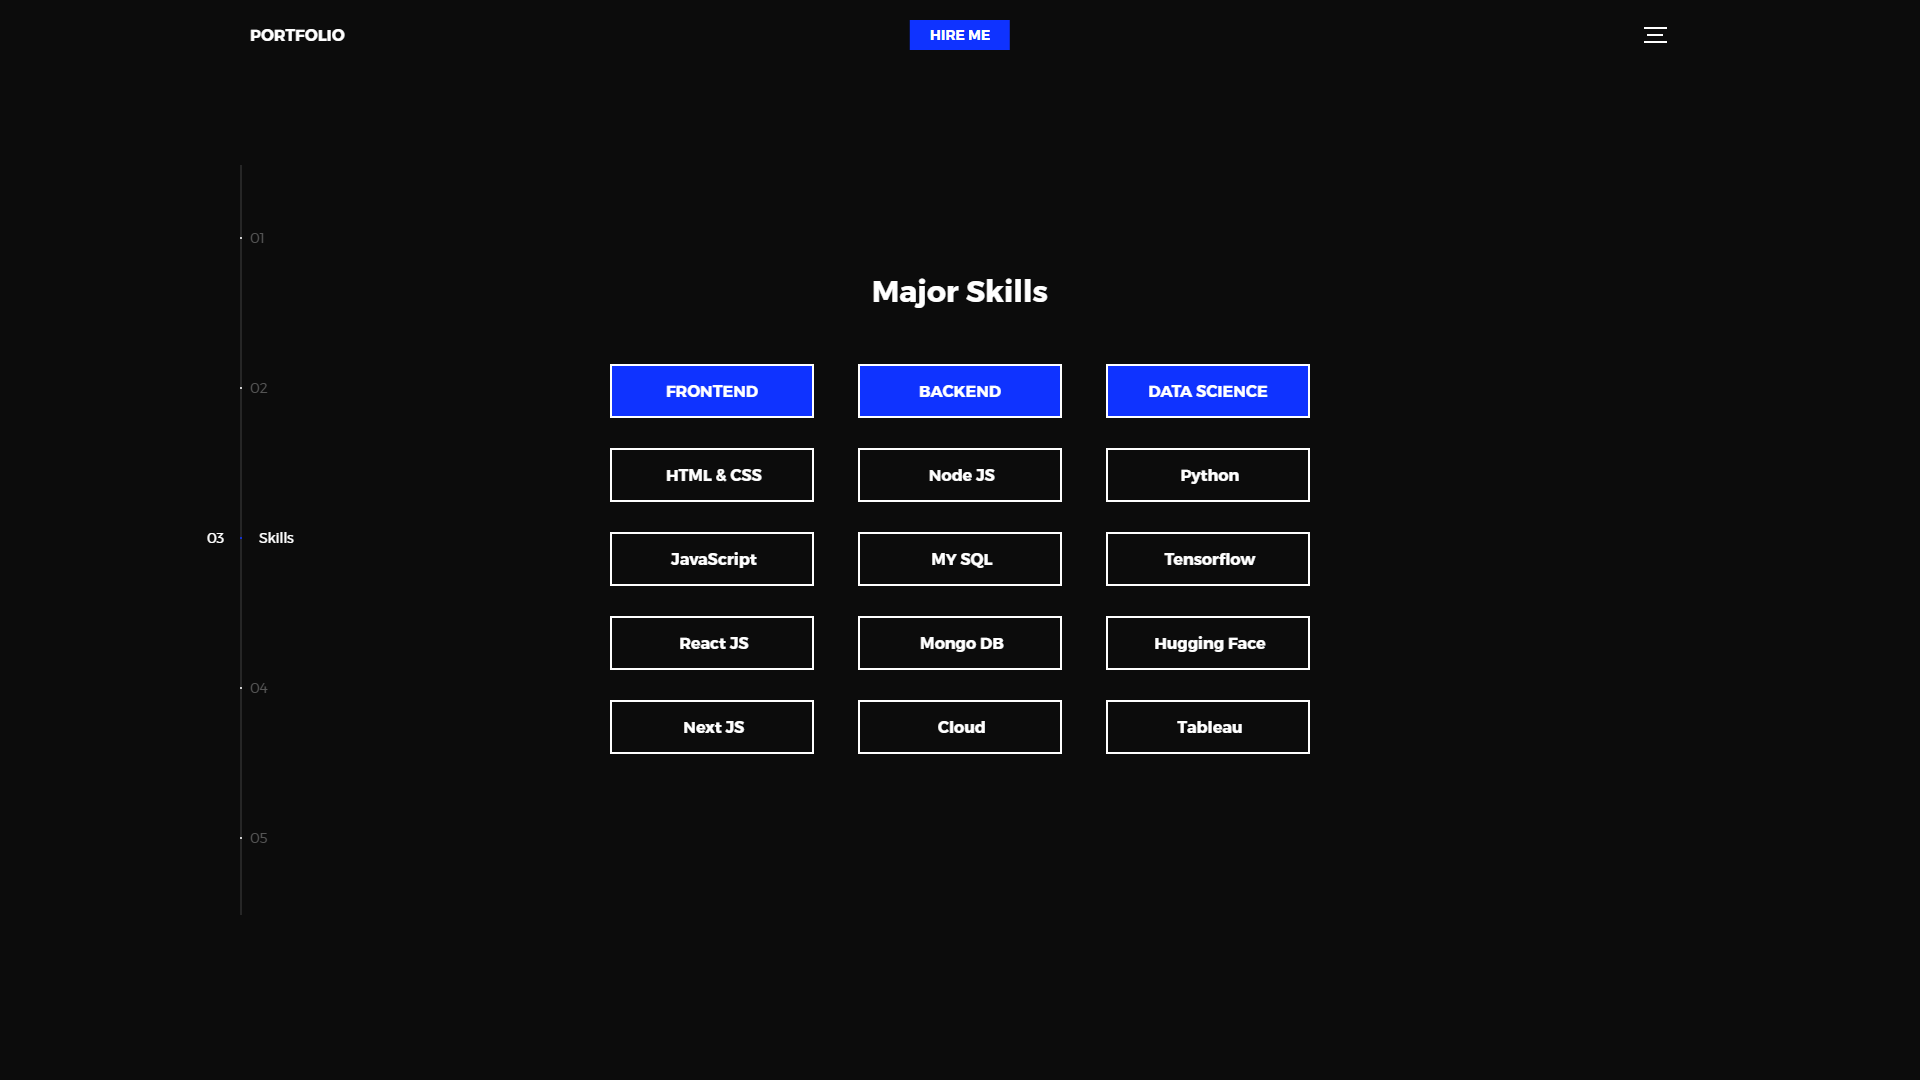 PORTFOLIO
HIRE ME
01
02
03 Skills
04
05
Major Skills
FRONTEND BACKEND DATA SCIENCE
HTML & CSS Node JS Python
JavaScript MY SQL Tensorflow
React JS Mongo DB Hugging Face
Next JS Cloud Tableau